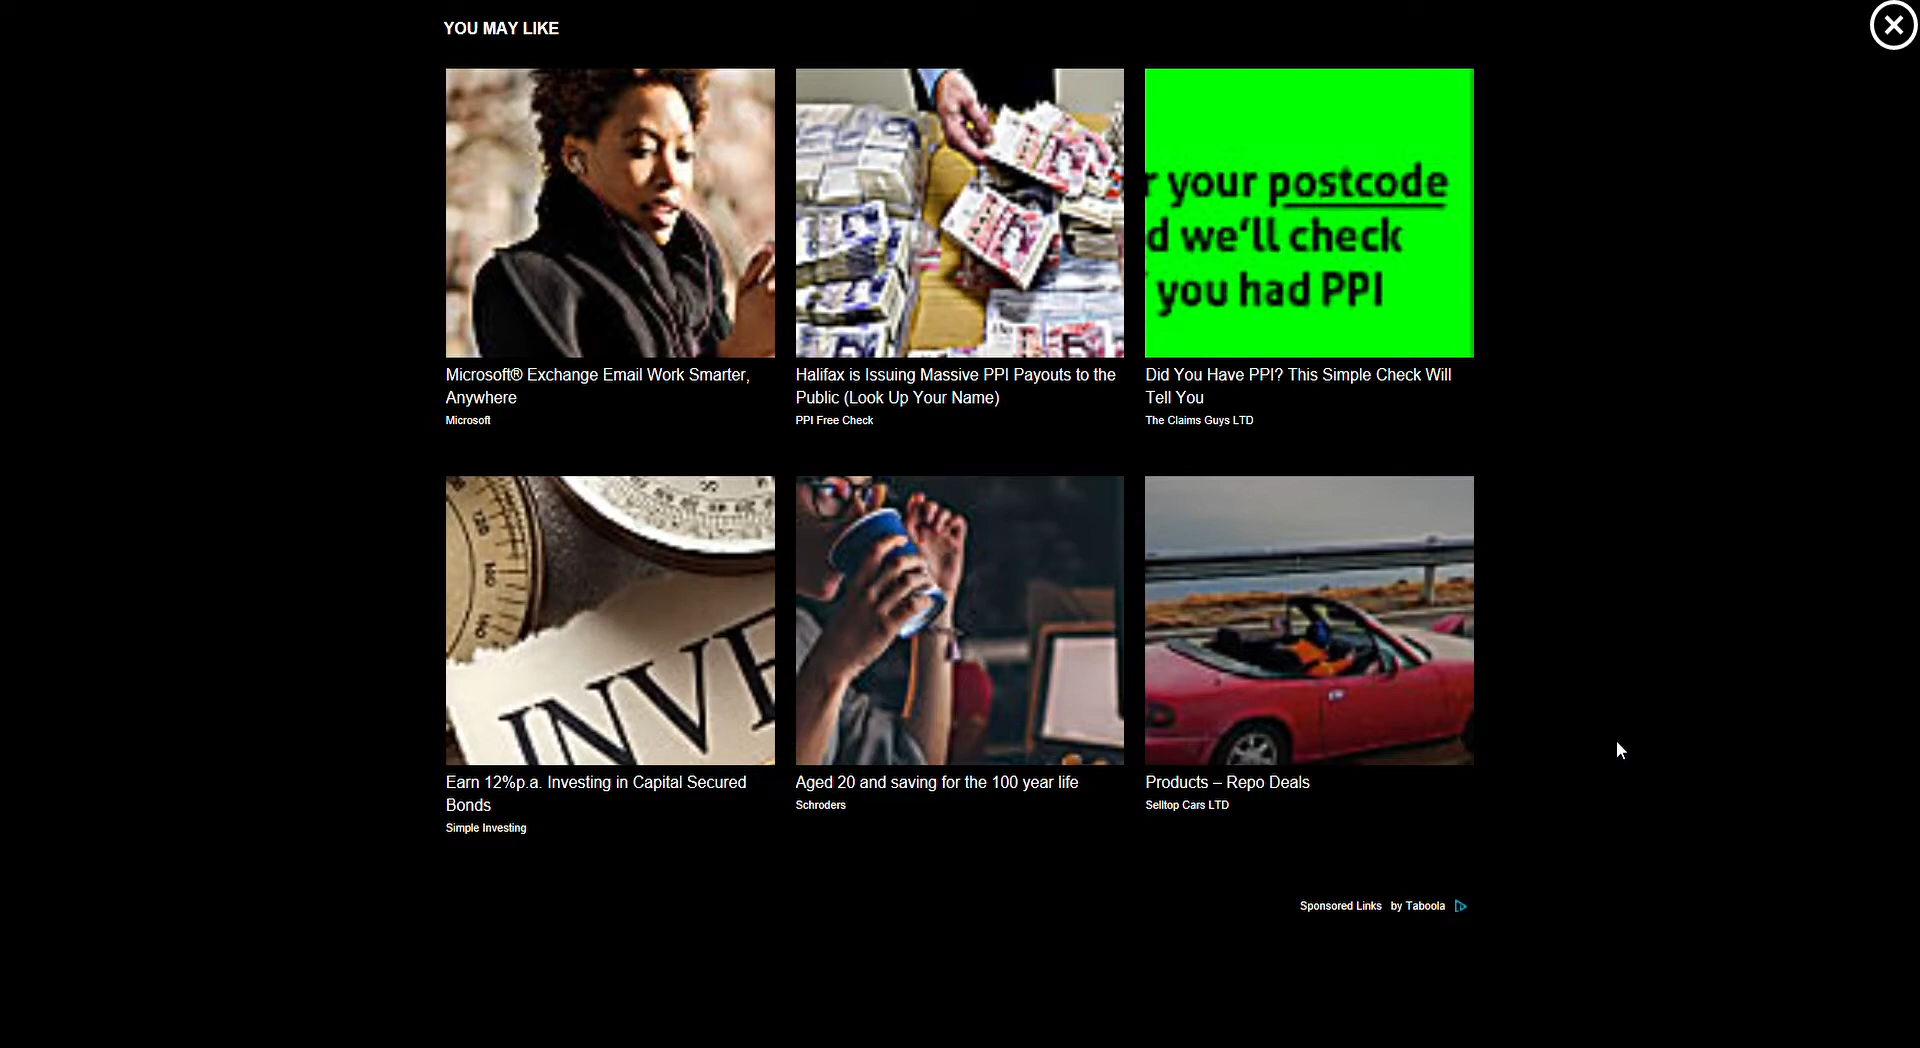 YOU MAY LIKE
r your postcode
d we'll check
you had PPI
Microsoft® Exchange Email Work Smarter,
Anywhere
Microsoft
Halifax is Issuing Massive PPI Payouts to the
Public (Look Up Your Name)
PPI Free Check
Did You Have PPI? This Simple Check Will
Tell You
The Claims Guys LTD
INVE
Earn 12%p.a. Investing in Capital Secured
Bonds
Simple Investing
Aged 20 and saving for the 100 year life
Schroders
Products – Repo Deals
Selltop Cars LTD
Sponsored Links by Taboola